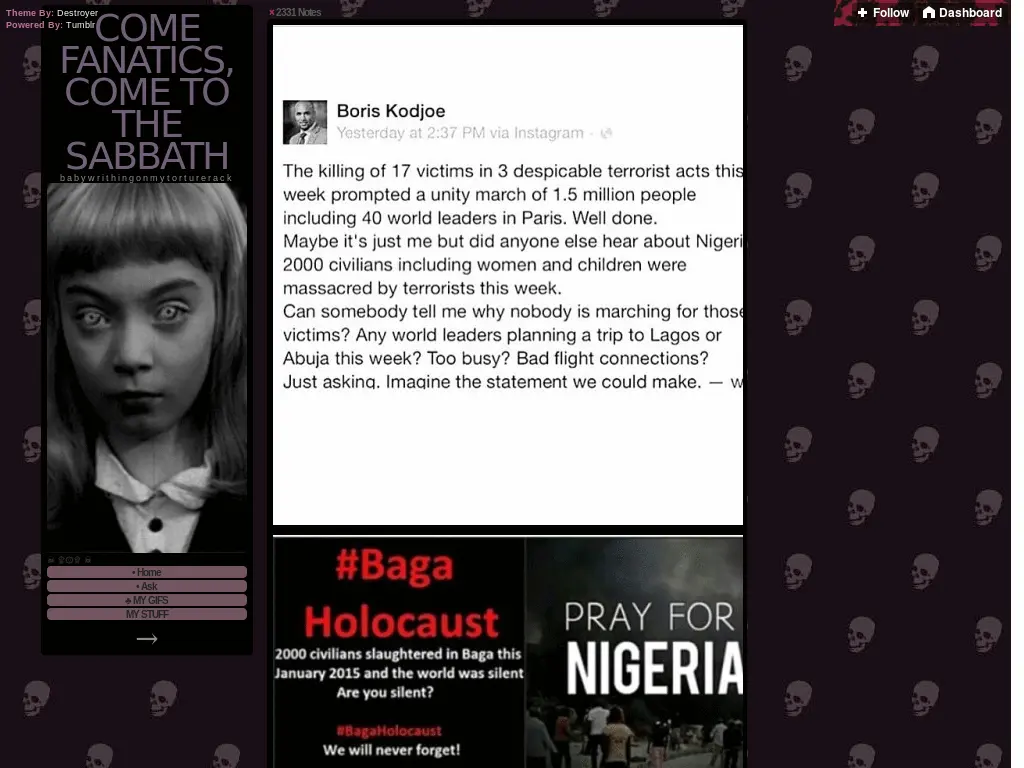 Theme By: Destroyer
Powered By: Tumblr
COME
FANATICS,
COME TO
THE
SABBATH
babywrithingonmytorturerack
• Home
• Ask
♣ MY GIFS
MY STUFF
x 2331 Notes
Boris Kodjoe
Yesterday at 2:37 PM via Instagram ·
The killing of 17 victims in 3 despicable terrorist acts this
week prompted a unity march of 1.5 million people
including 40 world leaders in Paris. Well done.
Maybe it's just me but did anyone else hear about Nigeri
2000 civilians including women and children were
massacred by terrorists this week.
Can somebody tell me why nobody is marching for those
victims? Any world leaders planning a trip to Lagos or
Abuja this week? Too busy? Bad flight connections?
Just asking. Imagine the statement we could make. — w
#Baga
Holocaust
2000 civilians slaughtered in Baga this
January 2015 and the world was silent
Are you silent?
#BagaHolocaust
We will never forget!
PRAY FOR
NIGERIA
Follow
Dashboard